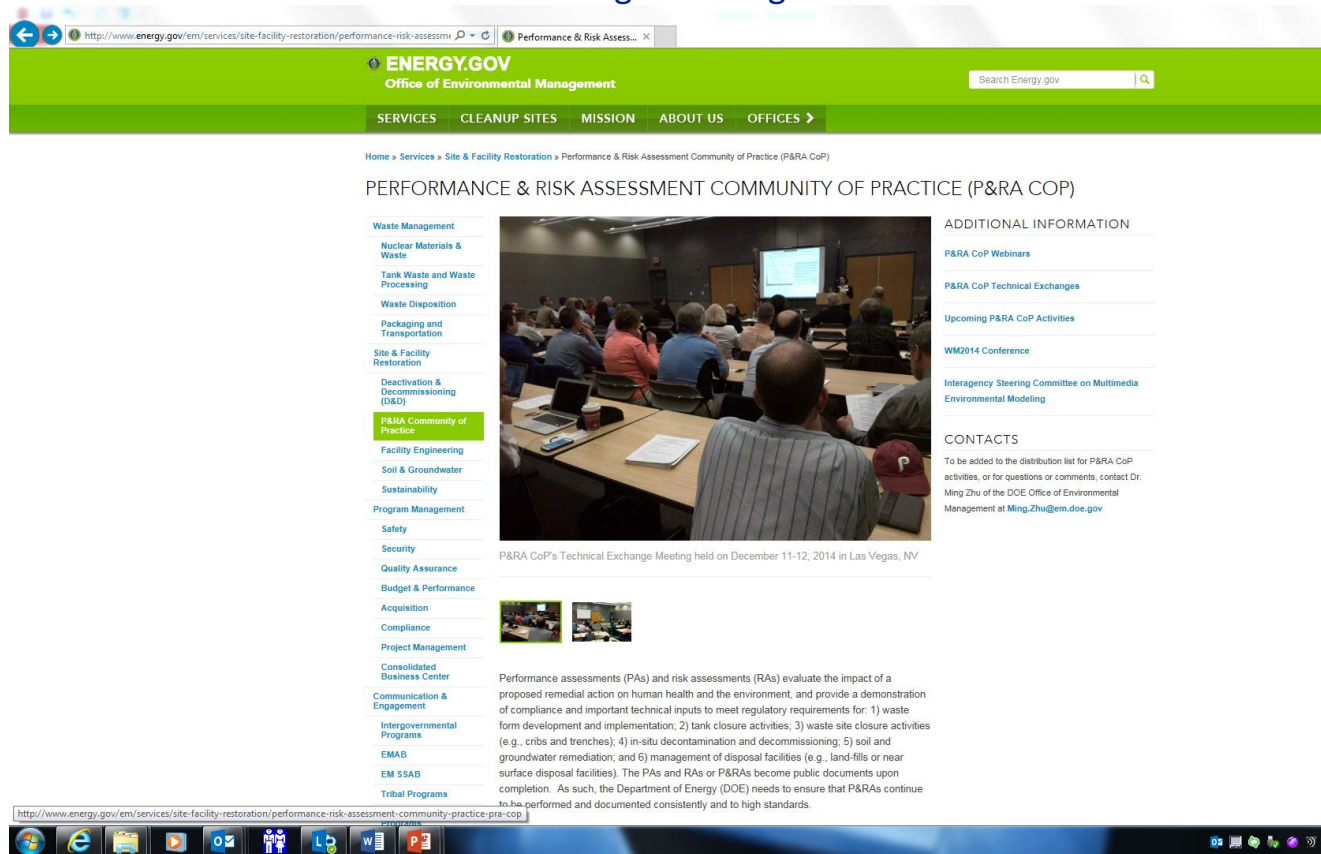 http://www.energy.gov/em/services/site-facility-restoration/performance-risk-assessme
Performance & Risk Assess...
ENERGY.GOV
Office of Environmental Management
Search Energy.gov
SERVICES CLEANUP SITES MISSION ABOUT US OFFICES
Home » Services » Site & Facility Restoration » Performance & Risk Assessment Community of Practice (P&RA CoP)
PERFORMANCE & RISK ASSESSMENT COMMUNITY OF PRACTICE (P&RA COP)
Waste Management
Nuclear Materials &
Waste
Tank Waste and Waste
Processing
Waste Disposition
Packaging and
Transportation
Site & Facility
Restoration
Deactivation &
Decommissioning
(D&D)
P&RA Community of
Practice
Facility Engineering
Soil & Groundwater
Sustainability
Program Management
Safety
Security
Quality Assurance
Budget & Performance
Acquisition
Compliance
Project Management
Consolidated
Business Center
Communication &
Engagement
Intergovernmental
Programs
EMAB
EM SSAB
Tribal Programs
Programs
P
P&RA CoP's Technical Exchange Meeting held on December 11-12, 2014 in Las Vegas, NV
Performance assessments (PAs) and risk assessments (RAs) evaluate the impact of a
proposed remedial action on human health and the environment, and provide a demonstration
of compliance and important technical inputs to meet regulatory requirements for: 1) waste
form development and implementation; 2) tank closure activities; 3) waste site closure activities
(e.g., cribs and trenches); 4) in-situ decontamination and decommissioning; 5) soil and
groundwater remediation; and 6) management of disposal facilities (e.g., land-fills or near
surface disposal facilities). The PAs and RAs or P&RAs become public documents upon
completion. As such, the Department of Energy (DOE) needs to ensure that P&RAs continue
to be performed and documented consistently and to high standards.
ADDITIONAL INFORMATION
P&RA CoP Webinars
P&RA CoP Technical Exchanges
Upcoming P&RA CoP Activities
WM2014 Conference
Interagency Steering Committee on Multimedia
Environmental Modeling
CONTACTS
To be added to the distribution list for P&RA CoP
activities, or for questions or comments, contact Dr.
Ming Zhu of the DOE Office of Environmental
Management at Ming.Zhu@em.doe.gov
http://www.energy.gov/em/services/site-facility-restoration/performance-risk-assessment-community-practice-pra-cop